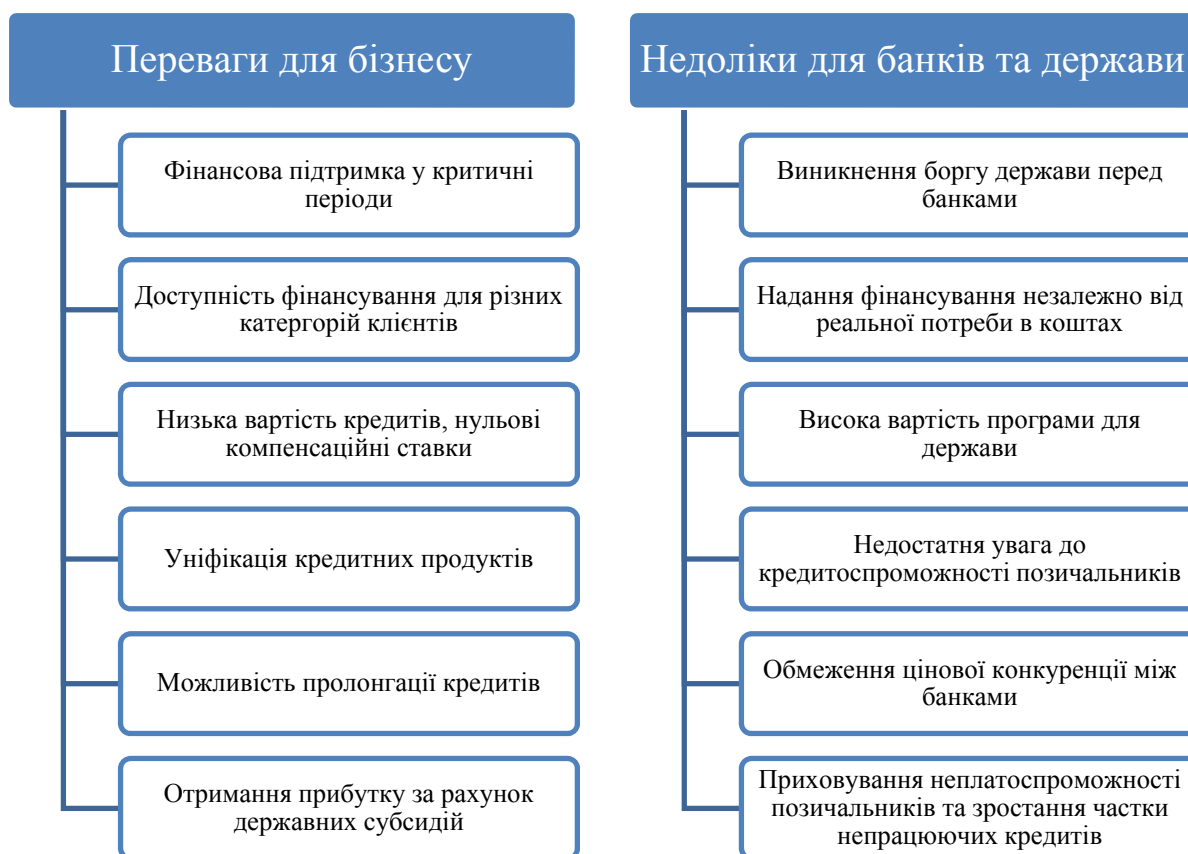 Переваги для бізнесу
Фінансова підтримка у критичні
періоди
Доступність фінансування для різних
катергорій клієнтів
Низька вартість кредитів, нульові
компенсаційні ставки
Уніфікація кредитних продуктів
Можливість пролонгації кредитів
Отримання прибутку за рахунок
державних субсидій
Недоліки для банків та держави
Виникнення боргу держави перед
банками
Надання фінансування незалежно від
реальної потреби в коштах
Висока вартість програми для
держави
Недостатня увага до
кредитоспроможності позичальників
Обмеження цінової конкуренції між
банками
Приховування неплатоспроможності
позичальників та зростання частки
непрацюючих кредитів